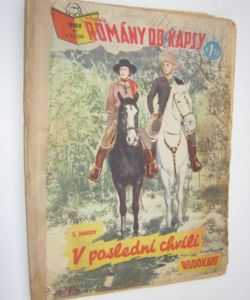 ROMÁNY DO KAPSY
S. HARDY
V poslední chvíli
RODOKAPS